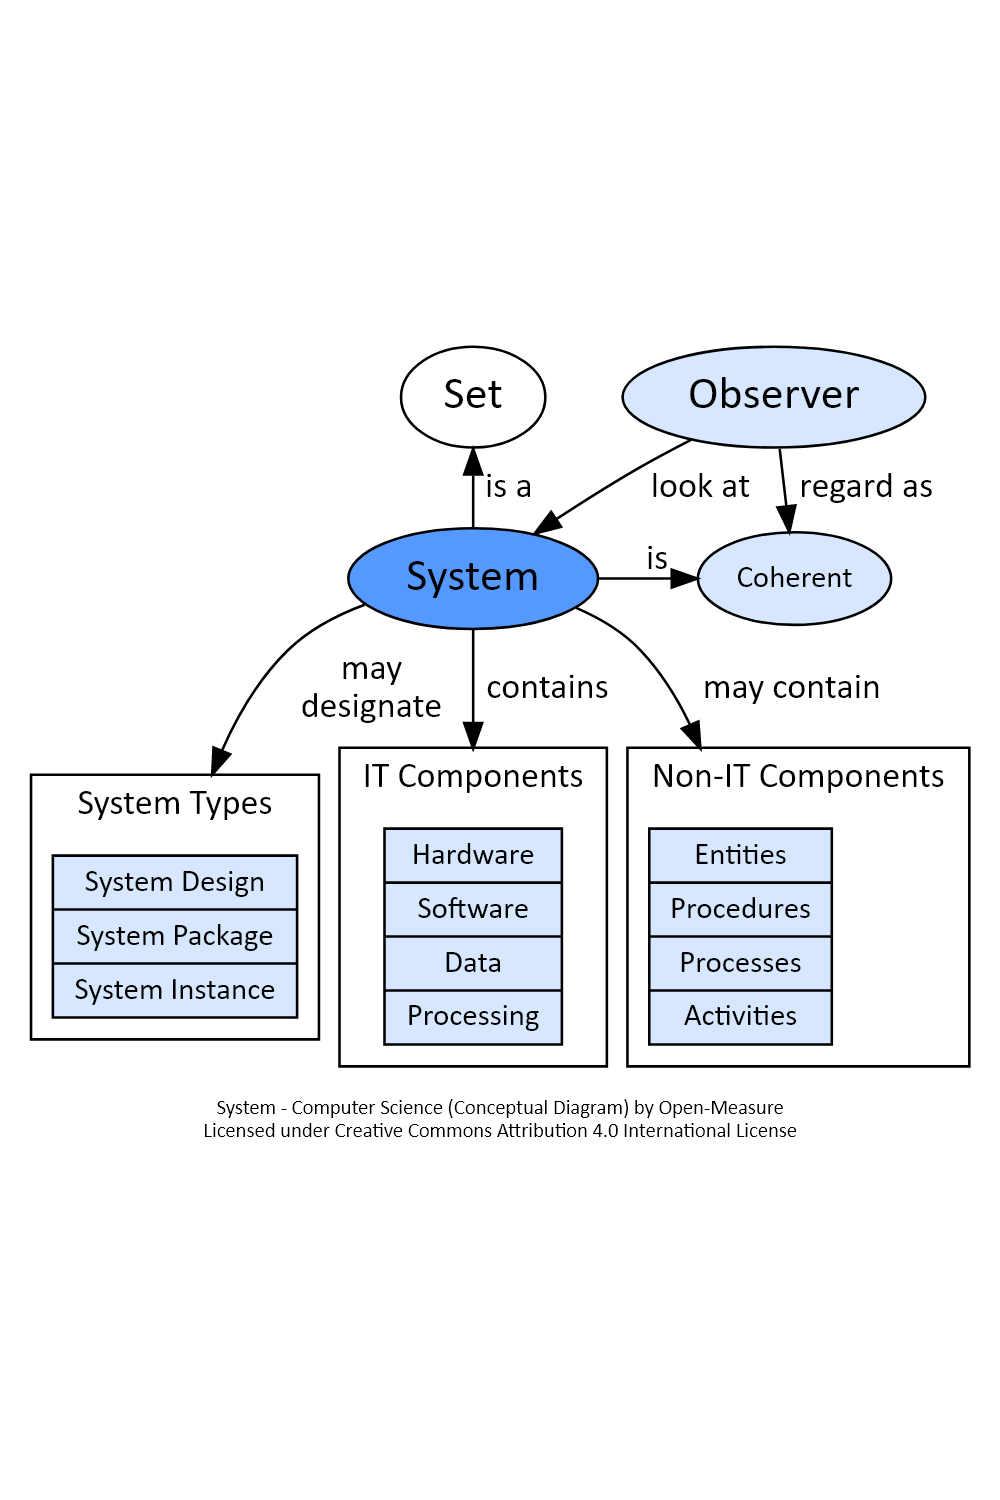 Set
Observer
is a
look at
regard as
System
is
Coherent
may
designate
contains
may contain
System Types
System Design
System Package
System Instance
IT Components
Hardware
Software
Data
Processing
Non-IT Components
Entities
Procedures
Processes
Activities
System - Computer Science (Conceptual Diagram) by Open-Measure
Licensed under Creative Commons Attribution 4.0 International License